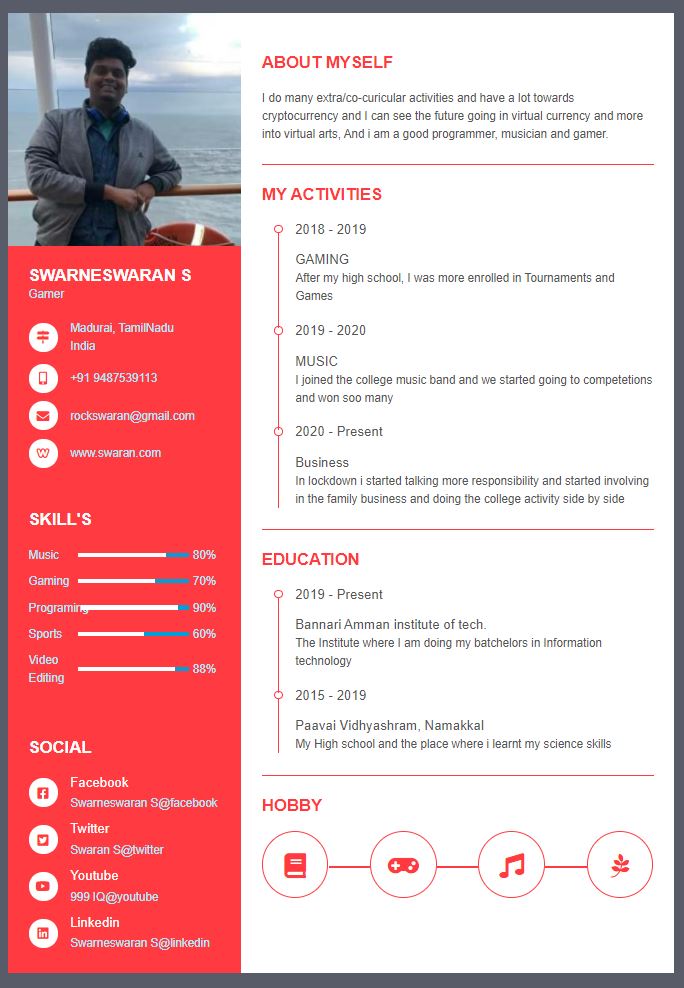 SWARNESWARAN S
Gamer
Madurai, TamilNadu
India
+91 9487539113
rockswaran@gmail.com
www.swaran.com
SKILL'S
Music 80%
Gaming 70%
Programing 90%
Sports 60%
Video
Editing 88%
SOCIAL
Facebook
Swarneswaran S@facebook
Twitter
Swaran S@twitter
Youtube
999 IQ@youtube
Linkedin
Swarneswaran S@linkedin
ABOUT MYSELF
I do many extra/co-curicular activities and have a lot towards
cryptocurrency and I can see the future going in virtual currency and more
into virtual arts, And i am a good programmer, musician and gamer.
MY ACTIVITIES
2018 - 2019
GAMING
After my high school, I was more enrolled in Tournaments and
Games
2019 - 2020
MUSIC
I joined the college music band and we started going to competetions
and won soo many
2020 - Present
Business
In lockdown i started talking more responsibility and started involving
in the family business and doing the college activity side by side
EDUCATION
2019 - Present
Bannari Amman institute of tech.
The Institute where I am doing my batchelors in Information
technology
2015 - 2019
Paavai Vidhyashram, Namakkal
My High school and the place where i learnt my science skills
HOBBY